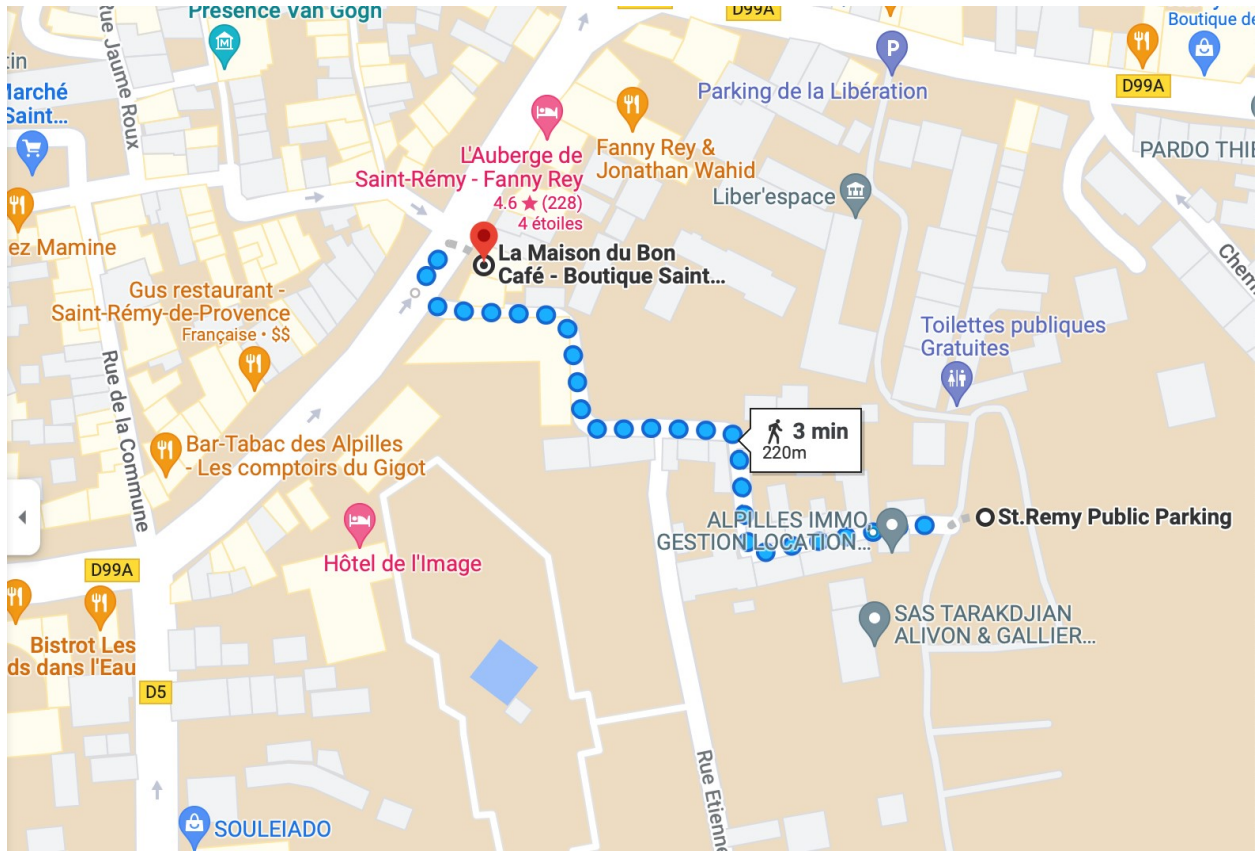 Présence Van Gogh
D99A
Boutique de
Rue Jaume Roux
Marché
Saint...
Parking de la Libération
P
D99A
L'Auberge de
Saint-Rémy - Fanny Rey
4.6 ★ (228)
4 étoiles
Fanny Rey &
Jonathan Wahid
PARDO THIE
Liber'espace
ez Mamine
La Maison du Bon
Café - Boutique Saint...
Chemi
Gus restaurant -
Saint-Rémy-de-Provence
Française • $$
Toilettes publiques
Gratuites
Rue de la Commune
3 min
220m
Bar-Tabac des Alpilles
- Les comptoirs du Gigot
ALPILLES IMMO
GESTION LOCATION...
St.Remy Public Parking
Hôtel de l'Image
D99A
SAS TARAKDJIAN
ALIVON & GALLIER...
Bistrot Les
ds dans l'Eau
D5
Rue Etienne
SOULEIADO